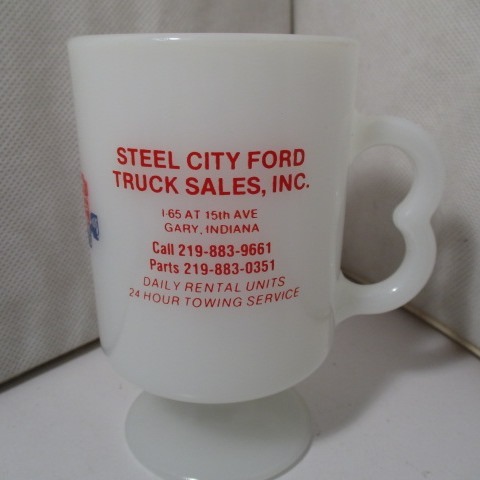 STEEL CITY FORD
TRUCK SALES, INC.
I-65 AT 15th AVE
GARY, INDIANA
Call 219-883-9661
Parts 219-883-0351
DAILY RENTAL UNITS
24 HOUR TOWING SERVICE